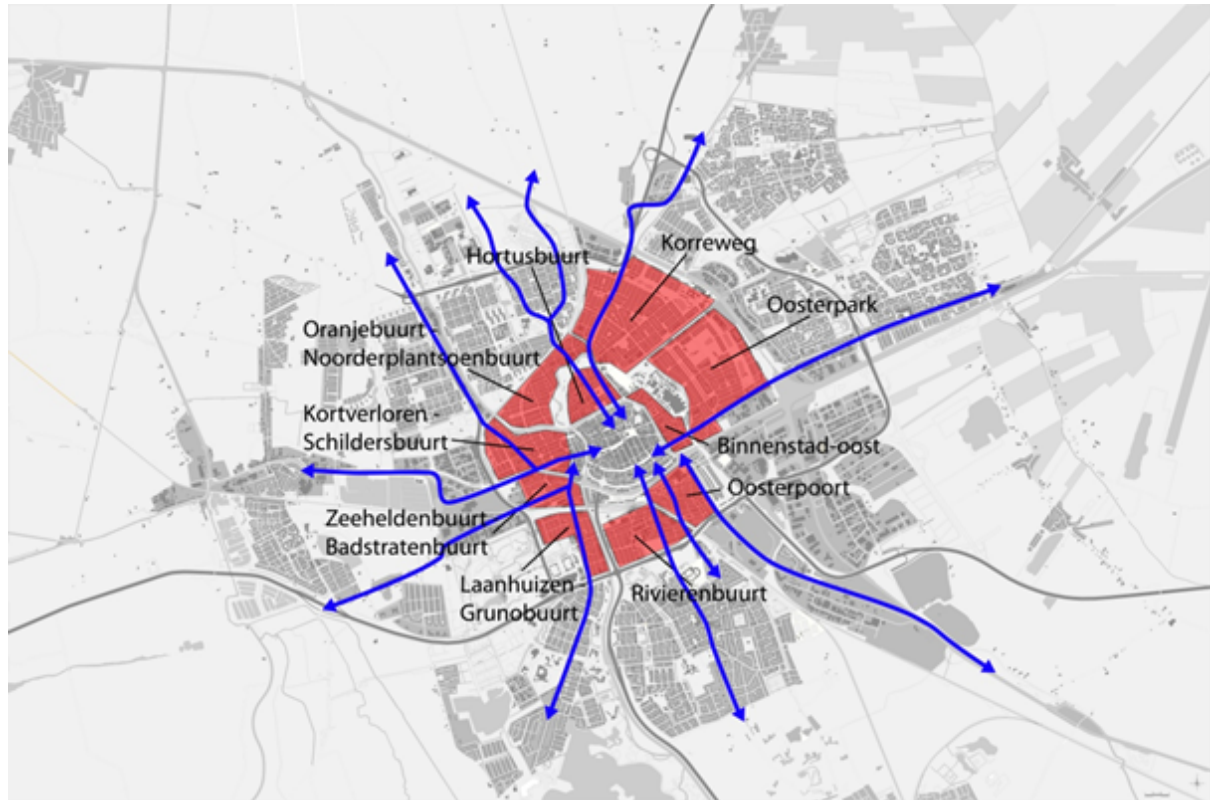 Korreweg
Hortusbuurt
Oosterpark
Oranjebuurt -
Noorderplantsoenbuurt
Kortverloren -
Schildersbuurt
Binnenstad-oost
Oosterpoort
Zeeheldenbuurt
Badstratenbuurt
Laanhuizen
Grunobuurt
Rivierenbuurt